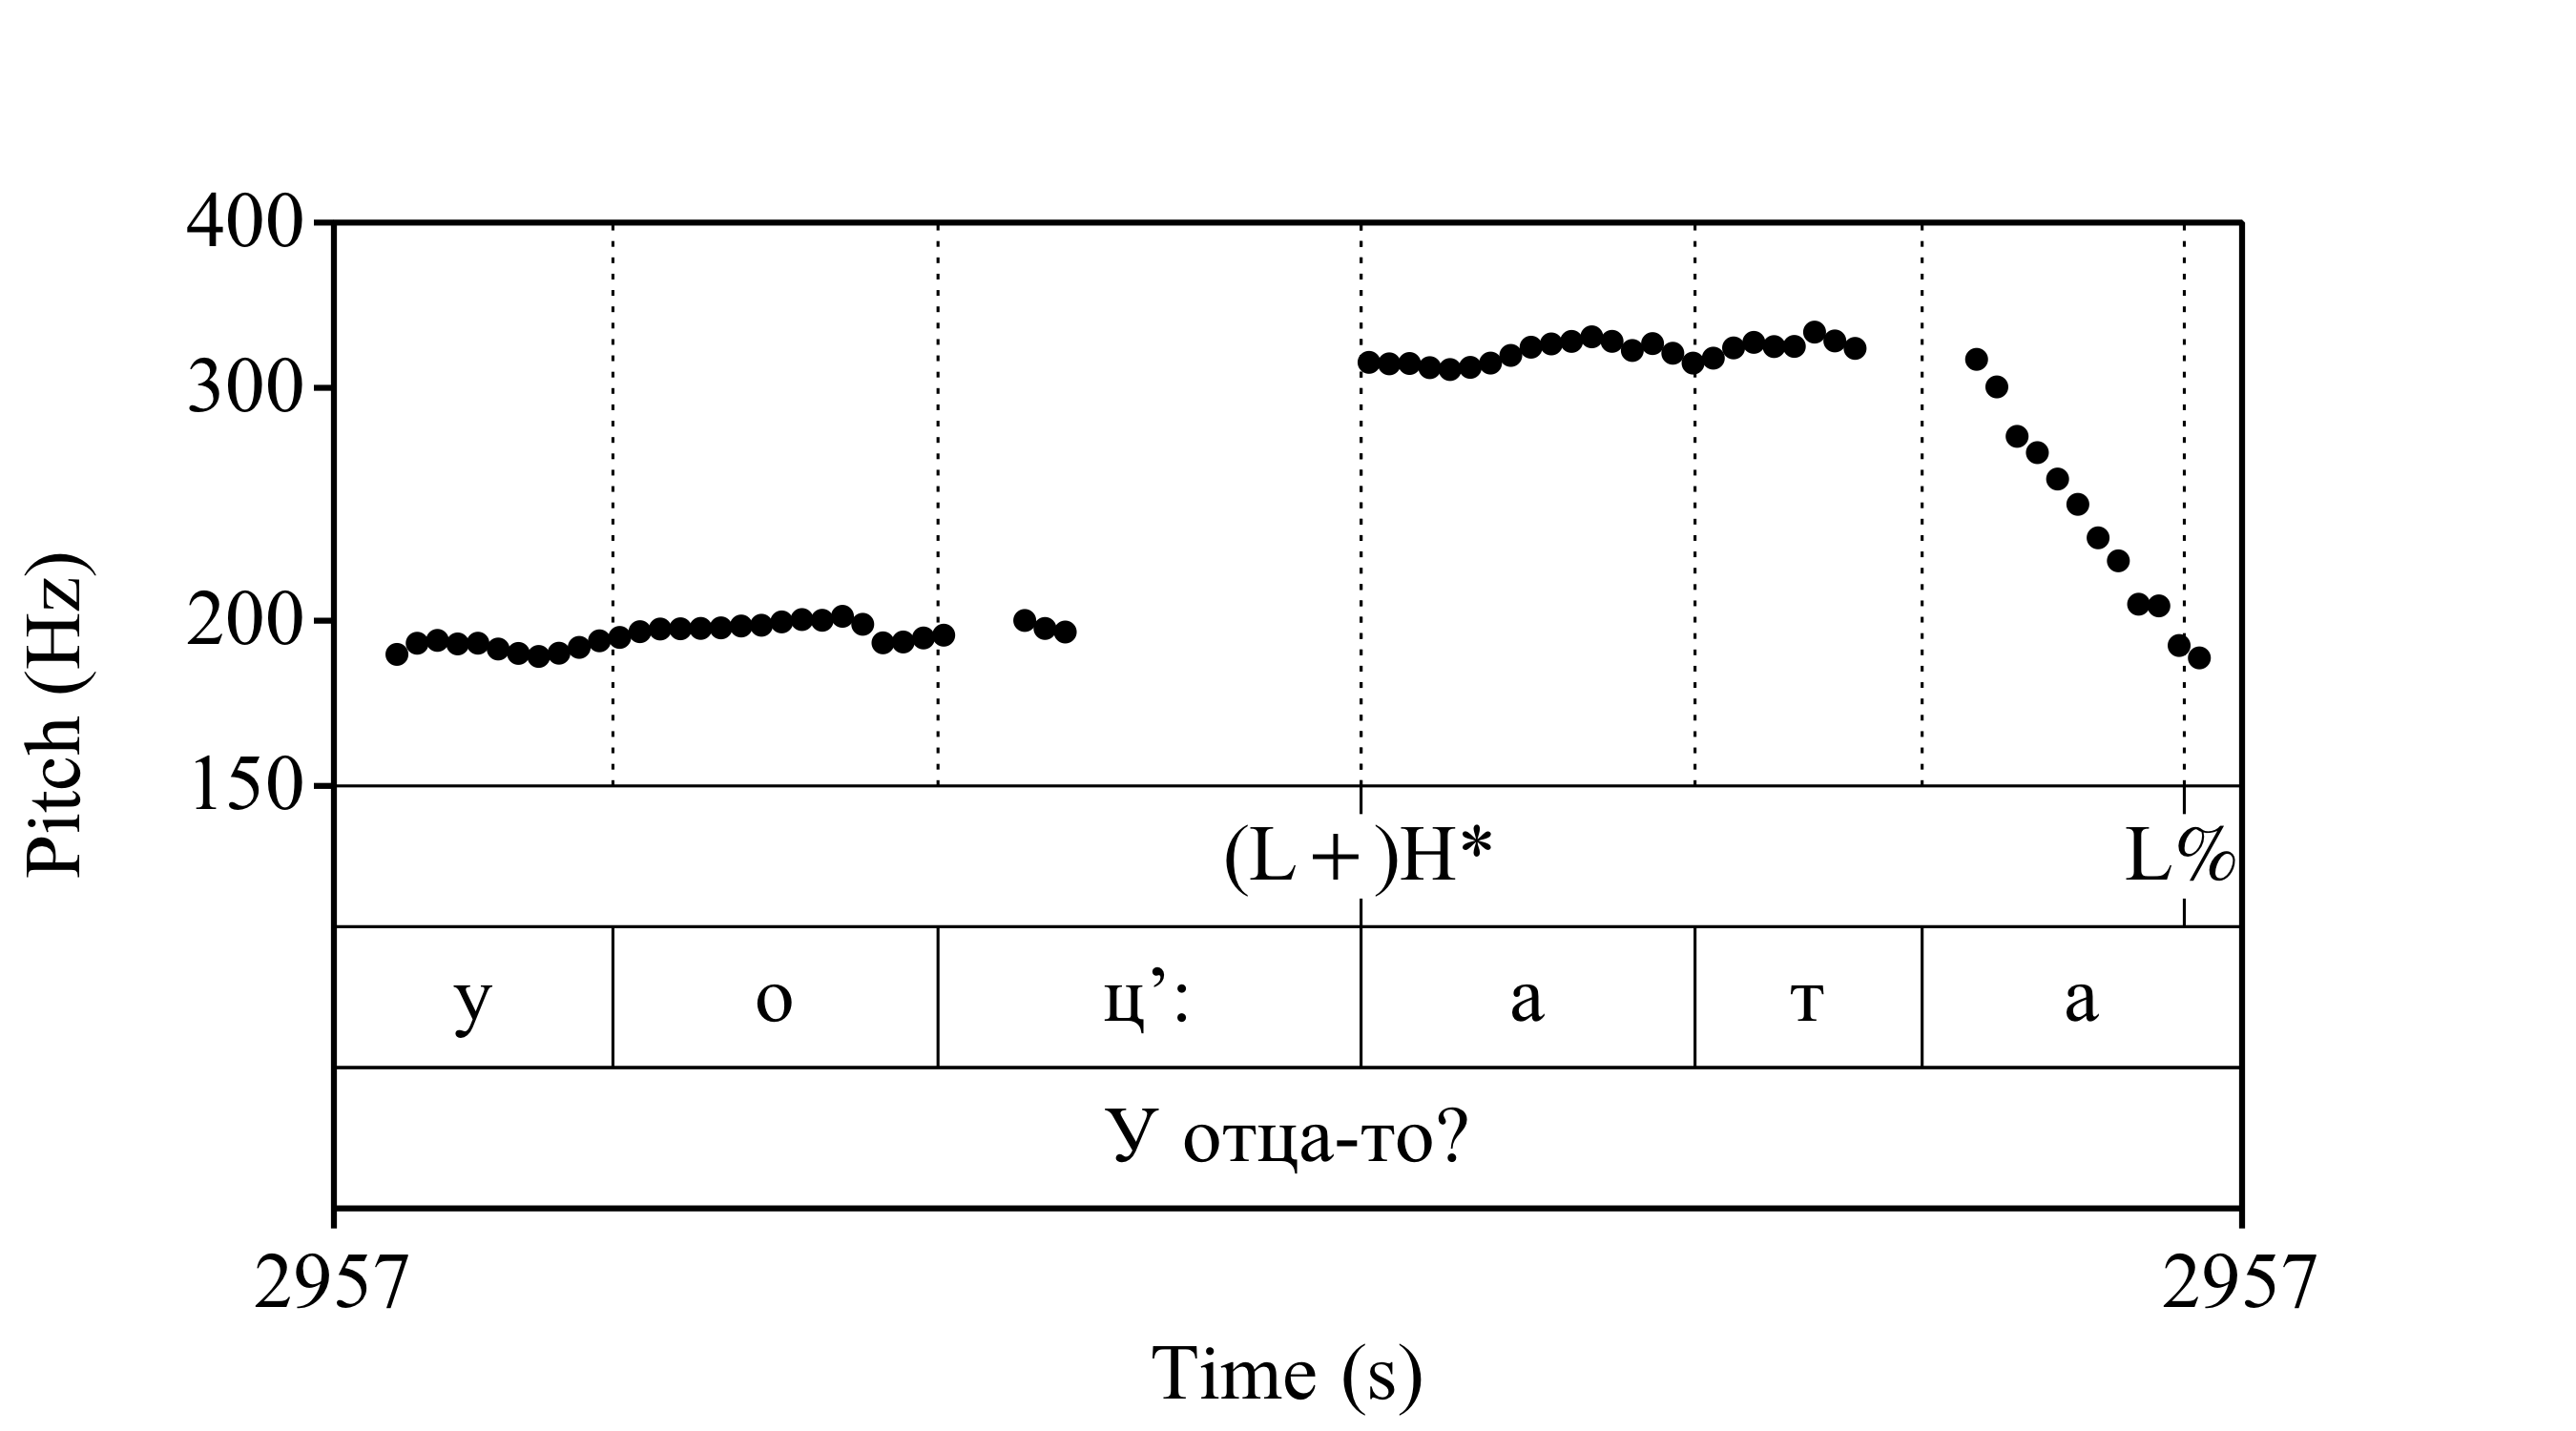 400
300
200
150
Pitch (Hz)
(L+)H* L%
у о ц’: а т а
У отца-то?
2957 2957
Time (s)